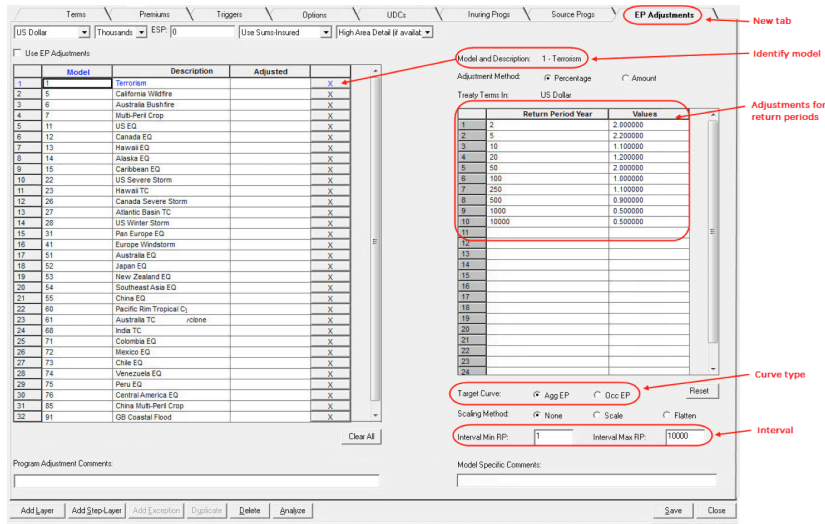 Terms Premiums Triggers Options UDCs Inuring Progs Source Progs EP Adjustments
New tab
US Dollar Thousands ESP: 0 Use Sums-Insured High Area Detail (if availat
Use EP Adjustments
Model and Description: 1 - Terrorism
Identify model
Adjustment Method: Percentage Amount
Treaty Terms In: US Dollar
Model Description Adjusted
1 1 Terrorism X
2 5 California Wildfire X
3 6 Australia Bushfire X
4 7 Multi-Peril Crop X
5 11 US EQ X
6 12 Canada EQ X
7 13 Hawaii EQ X
8 14 Alaska EQ X
9 15 Caribbean EQ X
10 22 US Severe Storm X
11 23 Hawaii TC X
12 26 Canada Severe Storm X
13 27 Atlantic Basin TC X
14 28 US Winter Storm X
15 31 Pan Europe EQ X
16 41 Europe Windstorm X
17 51 Australia EQ X
18 52 Japan EQ X
19 53 New Zealand EQ X
20 54 Southeast Asia EQ X
21 55 China EQ X
22 60 Pacific Rim Tropical Cy X
23 61 Australia TC rclone X
24 68 India TC X
25 71 Colombia EQ X
26 72 Mexico EQ X
27 73 Chile EQ X
28 74 Venezuela EQ X
29 75 Peru EQ X
30 76 Central America EQ X
31 85 China Multi-Peril Crop X
32 91 GB Coastal Flood X
Clear All
Return Period Year Values
1 2 2.000000
2 5 2.200000
3 10 1.100000
4 20 1.200000
5 50 2.000000
6 100 1.000000
7 250 1.100000
8 500 0.900000
9 1000 0.500000
10 10000 0.500000
11
12
13
14
15
16
17
18
19
20
21
22
23
24
Adjustments for
return periods
Target Curve: Agg EP Occ EP
Reset
Curve type
Scaling Method: None Scale Flatten
Interval Min RP: 1 Interval Max RP: 10000
Interval
Program Adjustment Comments:
Model Specific Comments:
Add Layer Add Step-Layer Add Exception Duplicate Delete Analyze Save Close